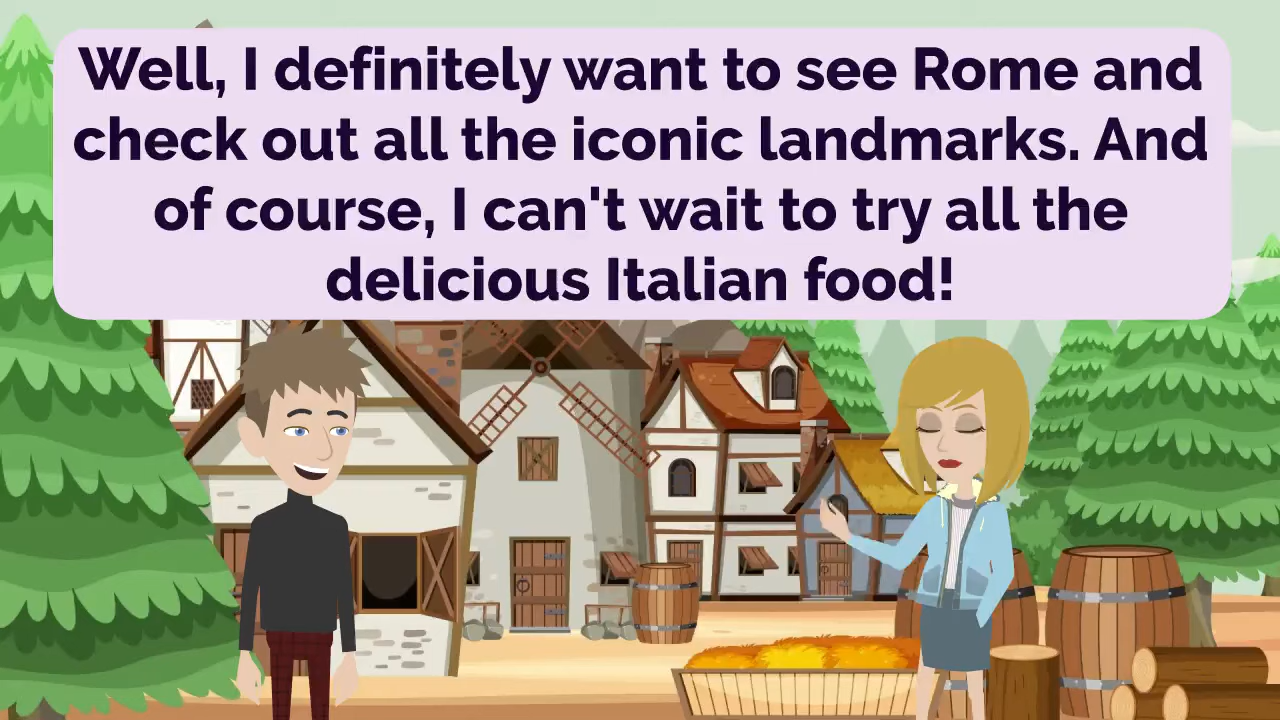 Well, I definitely want to see Rome and
check out all the iconic landmarks. And
of course, I can't wait to try all the
delicious Italian food!